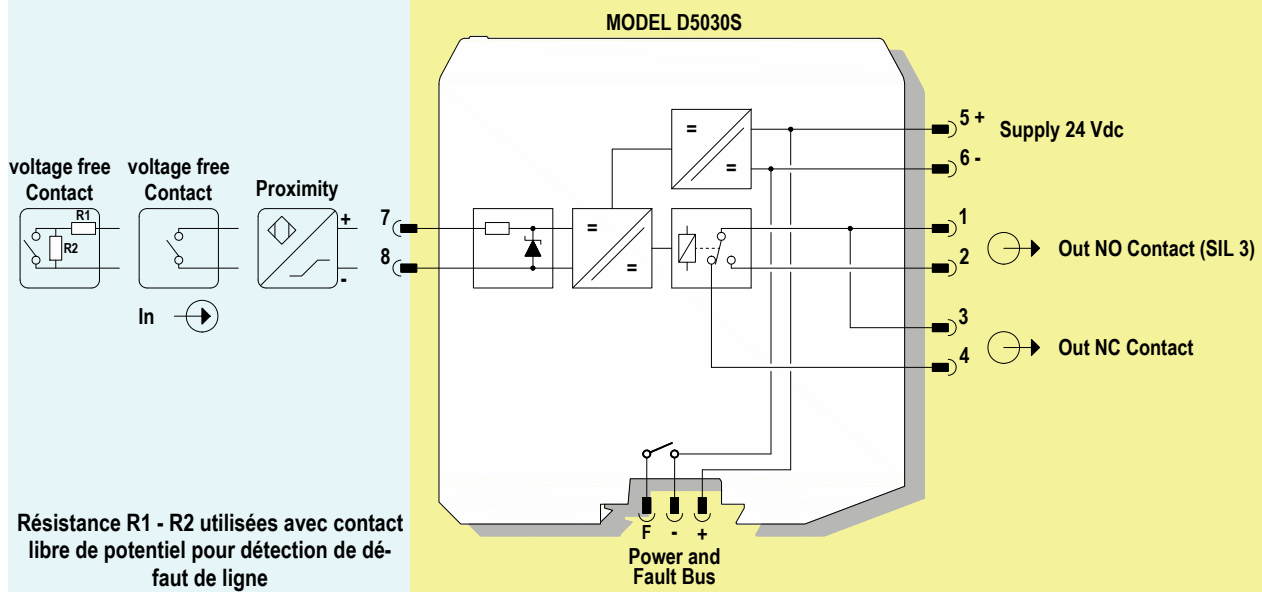 MODEL D5030S
voltage free
Contact
voltage free
Contact
Proximity
R1
R2
+
-
In
7
8
=
=
=
=
5 +
Supply 24 Vdc
6 -
1
2
Out NO Contact (SIL 3)
3
4
Out NC Contact
F - +
Power and
Fault Bus
Résistance R1 - R2 utilisées avec contact
libre de potentiel pour détection de dé-
faut de ligne